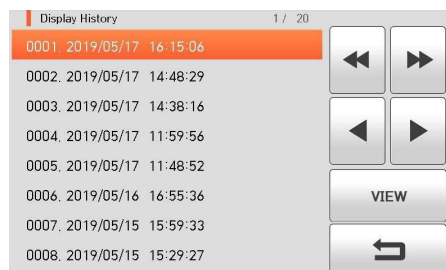 Display History 1 / 20
0001. 2019/05/17 16:15:06
0002. 2019/05/17 14:48:29
0003. 2019/05/17 14:38:16
0004. 2019/05/17 11:59:56
0005. 2019/05/17 11:48:52
0006. 2019/05/16 16:55:36
0007. 2019/05/15 15:59:33
0008. 2019/05/15 15:29:27
VIEW